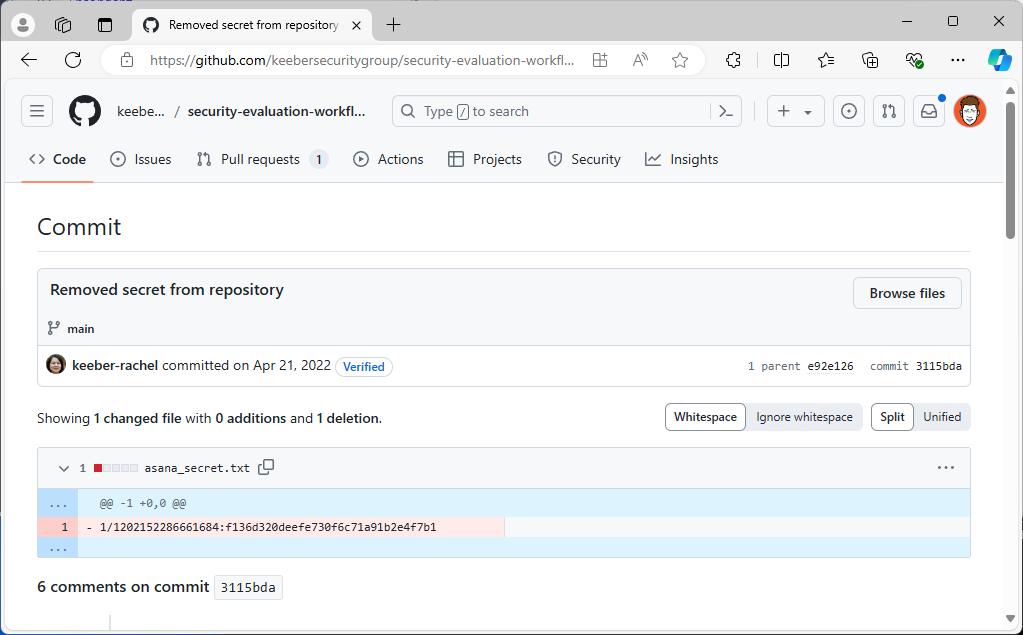 Removed secret from repository
https://github.com/keebersecuritygroup/security-evaluation-workfl...
keebe... / security-evaluation-workfl...
Type / to search
Code Issues Pull requests 1 Actions Projects Security Insights
Commit
Removed secret from repository
Browse files
main
keeber-rachel committed on Apr 21, 2022 Verified 1 parent e92e126 commit 3115bda
Showing 1 changed file with 0 additions and 1 deletion. Whitespace Ignore whitespace Split Unified
1 asana_secret.txt
... @@ -1 +0,0 @@
1 - 1/1202152286661684:f136d320deefe730f6c71a91b2e4f7b1
...
6 comments on commit 3115bda